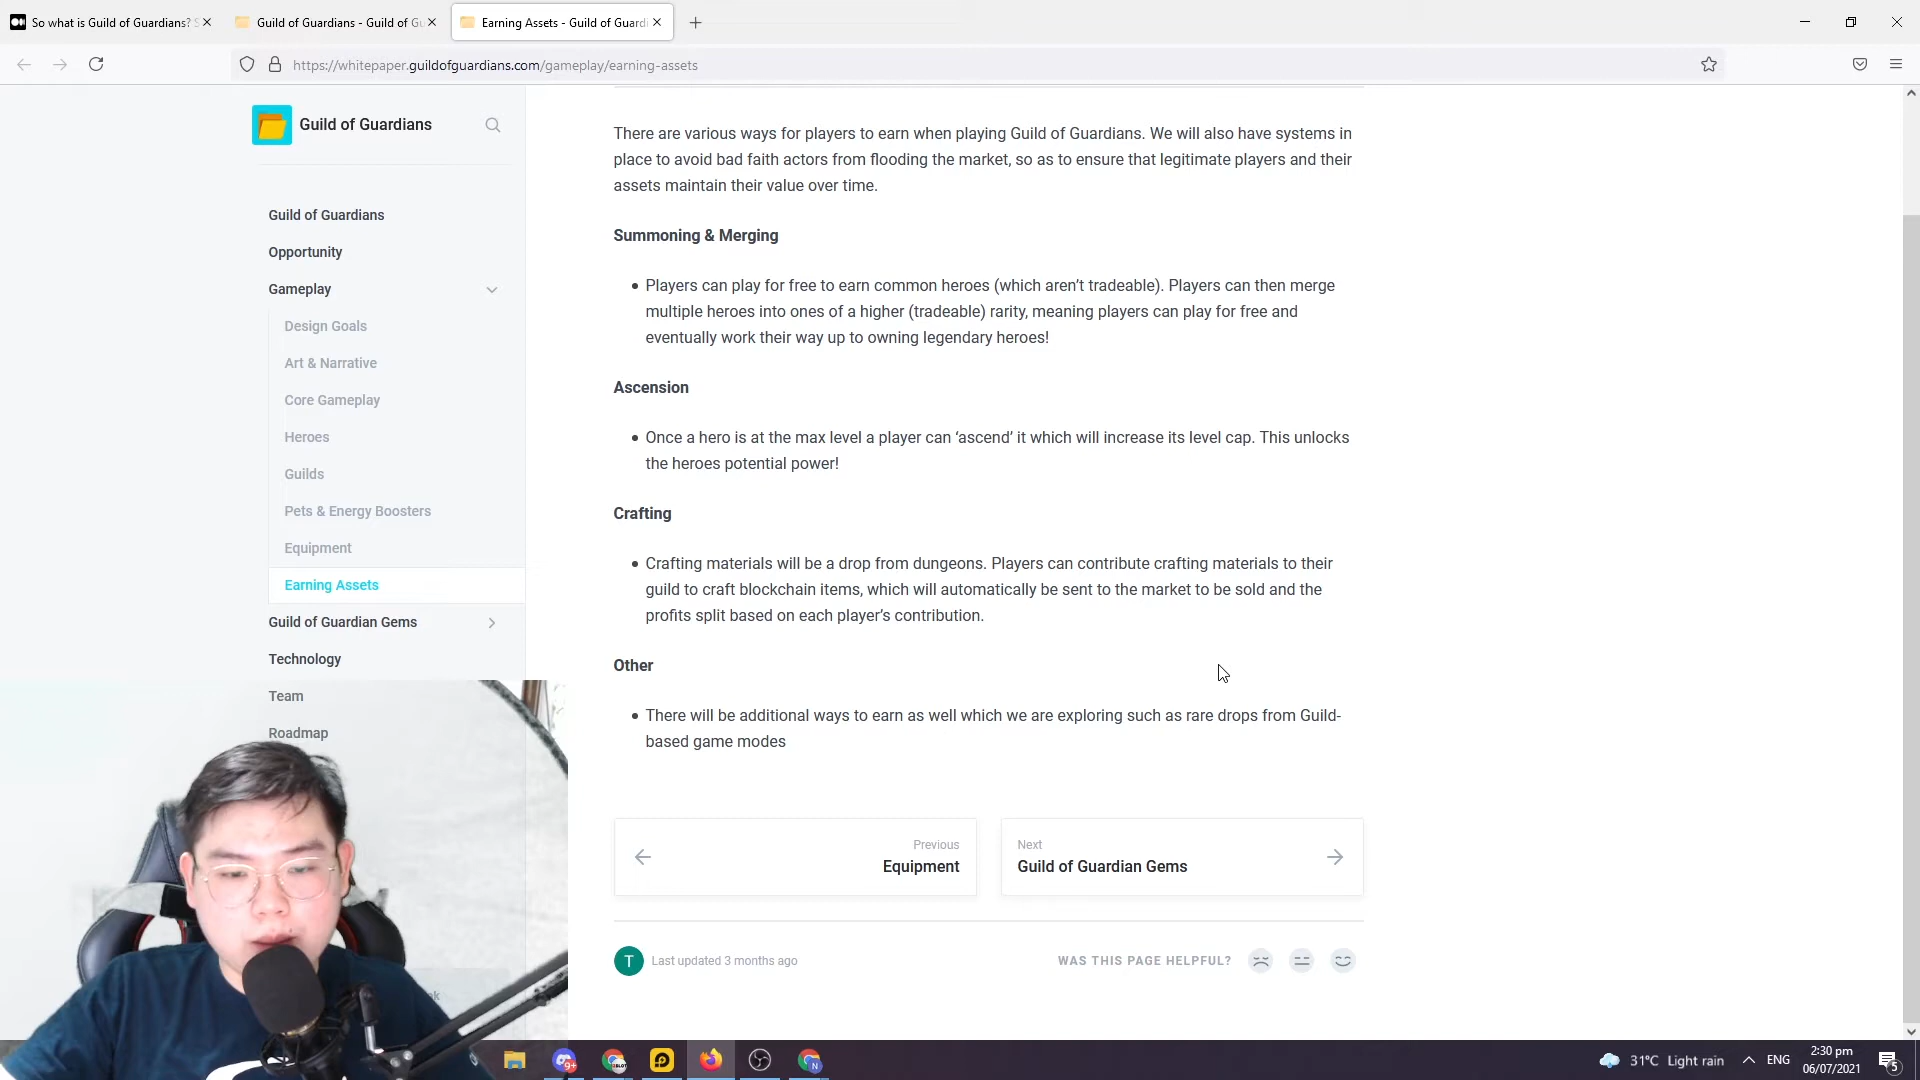 So what is Guild of Guardians?
Guild of Guardians - Guild of Gu
Earning Assets - Guild of Guardi
https://whitepaper.guildofguardians.com/gameplay/earning-assets
Guild of Guardians
Guild of Guardians
Opportunity
Gameplay
Design Goals
Art & Narrative
Core Gameplay
Heroes
Guilds
Pets & Energy Boosters
Equipment
Earning Assets
Guild of Guardian Gems
Technology
Team
Roadmap
There are various ways for players to earn when playing Guild of Guardians. We will also have systems in
place to avoid bad faith actors from flooding the market, so as to ensure that legitimate players and their
assets maintain their value over time.
Summoning & Merging
Players can play for free to earn common heroes (which aren't tradeable). Players can then merge
multiple heroes into ones of a higher (tradeable) rarity, meaning players can play for free and
eventually work their way up to owning legendary heroes!
Ascension
Once a hero is at the max level a player can ‘ascend’ it which will increase its level cap. This unlocks
the heroes potential power!
Crafting
Crafting materials will be a drop from dungeons. Players can contribute crafting materials to their
guild to craft blockchain items, which will automatically be sent to the market to be sold and the
profits split based on each player’s contribution.
Other
There will be additional ways to earn as well which we are exploring such as rare drops from Guild-
based game modes
Previous
Equipment
Next
Guild of Guardian Gems
T
Last updated 3 months ago
WAS THIS PAGE HELPFUL?
9+
N
31°C Light rain
ENG
2:30 pm
06/07/2021
5